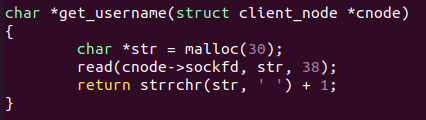 char *get_username(struct client_node *cnode)
{
        char *str = malloc(30);
        read(cnode->sockfd, str, 38);
        return strrchr(str, ' ') + 1;
}